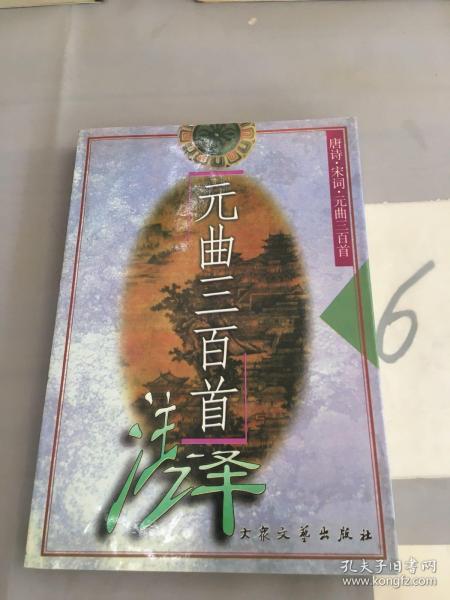 唐诗·宋词·元曲三百首
元曲三百首
注译
大众文艺出版社
6
孔夫子旧书网
www.kongfz.com